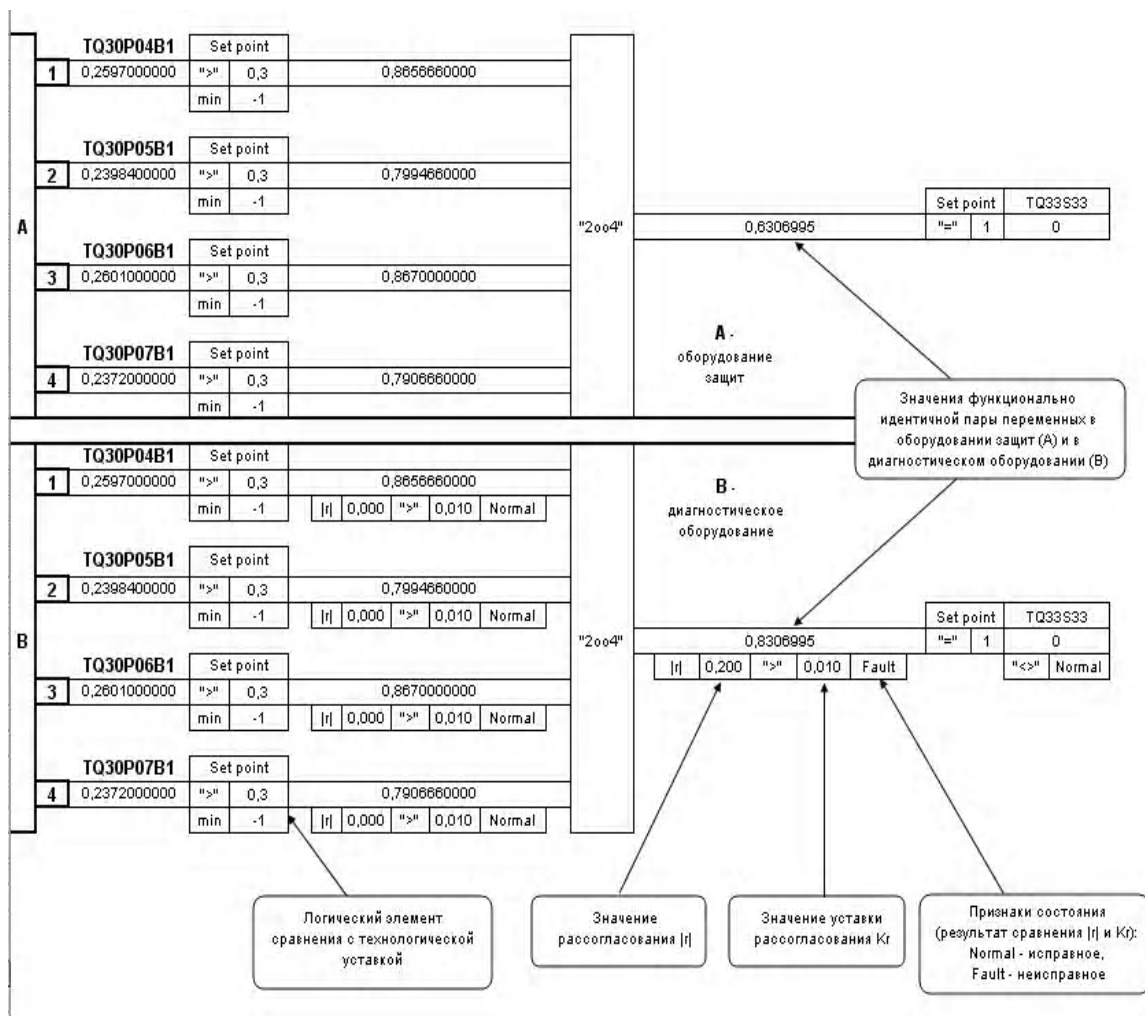 TQ30P04B1 Set point
1 0,2597000000 ">" 0,3 0,8656660000
min -1
TQ30P05B1 Set point
2 0,2398400000 ">" 0,3 0,7994660000
min -1
TQ30P06B1 Set point
3 0,2601000000 ">" 0,3 0,8670000000
min -1
TQ30P07B1 Set point
4 0,2372000000 ">" 0,3 0,7906660000
min -1
A
"2oo4"
Set point TQ33S33
0,6306995 "=" 1 0
A -
оборудование
защит
Значения функционально
идентичной пары переменных в
оборудовании защит (А) и в
диагностическом оборудовании (В)
TQ30P04B1 Set point
1 0,2597000000 ">" 0,3 0,8656660000
min -1 |r| 0,000 ">" 0,010 Normal
TQ30P05B1 Set point
2 0,2398400000 ">" 0,3 0,7994660000
min -1 |r| 0,000 ">" 0,010 Normal
TQ30P06B1 Set point
3 0,2601000000 ">" 0,3 0,8670000000
min -1 |r| 0,000 ">" 0,010 Normal
TQ30P07B1 Set point
4 0,2372000000 ">" 0,3 0,7906660000
min -1 |r| 0,000 ">" 0,010 Normal
B
"2oo4"
B -
диагностическое
оборудование
Set point TQ33S33
0,8306995 "=" 1 0
|r| 0,200 ">" 0,010 Fault "<>" Normal
Логический элемент
сравнения с технологической
уставкой
Значение
рассогласования |r|
Значение уставки
рассогласования Kr
Признаки состояния
(результат сравнения |r| и Kr):
Normal - исправное,
Fault - неисправное